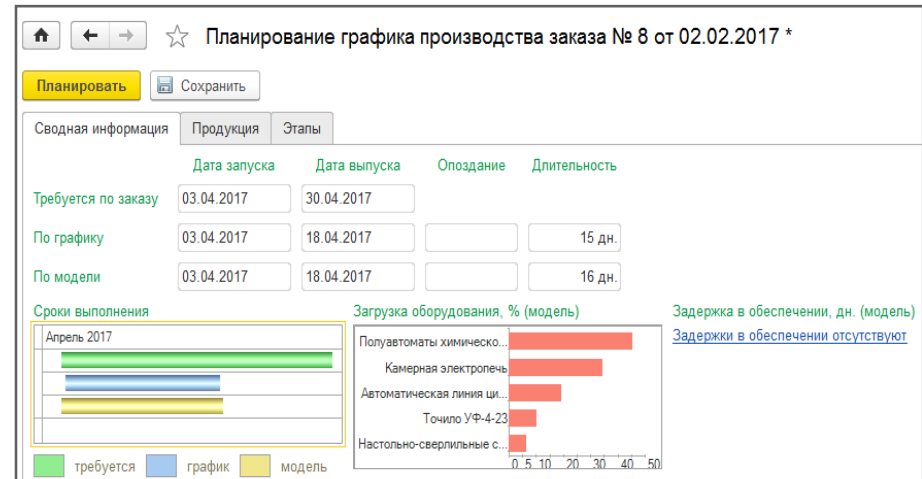 Планирование графика производства заказа № 8 от 02.02.2017 *
Планировать Сохранить
Сводная информация Продукция Этапы
Дата запуска Дата выпуска Опоздание Длительность
Требуется по заказу 03.04.2017 30.04.2017
По графику 03.04.2017 18.04.2017 15 дн.
По модели 03.04.2017 18.04.2017 16 дн.
Сроки выполнения Загрузка оборудования, % (модель) Задержка в обеспечении, дн. (модель)
Апрель 2017 Полуавтоматы химическо... Задержки в обеспечении отсутствуют
Камерная электропечь
Автоматическая линия ци...
Точило УФ-4-23
Настольно-сверлильные с...
0 5 10 20 30 40 50
требуется график модель